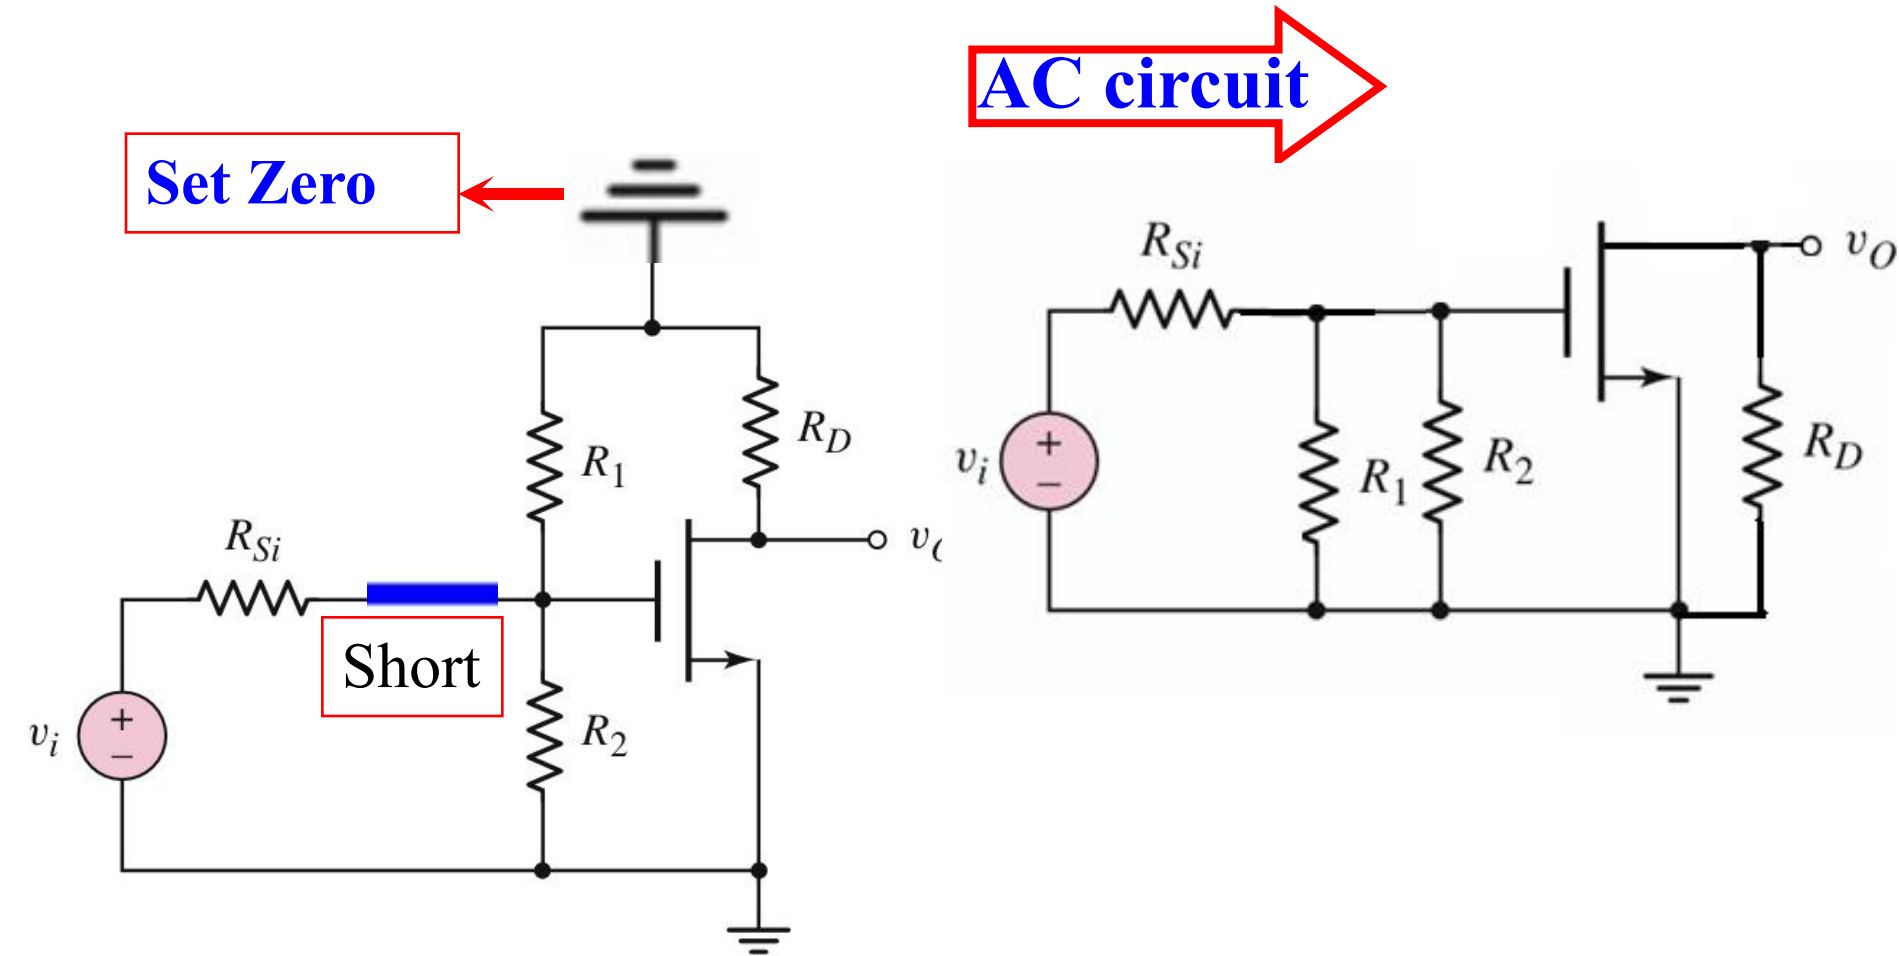 AC circuit
Set Zero
R_D
R_1
R_Si
v_O
Short
R_2
v_i
+
−
R_Si
v_O
v_i
+
−
R_1
R_2
R_D